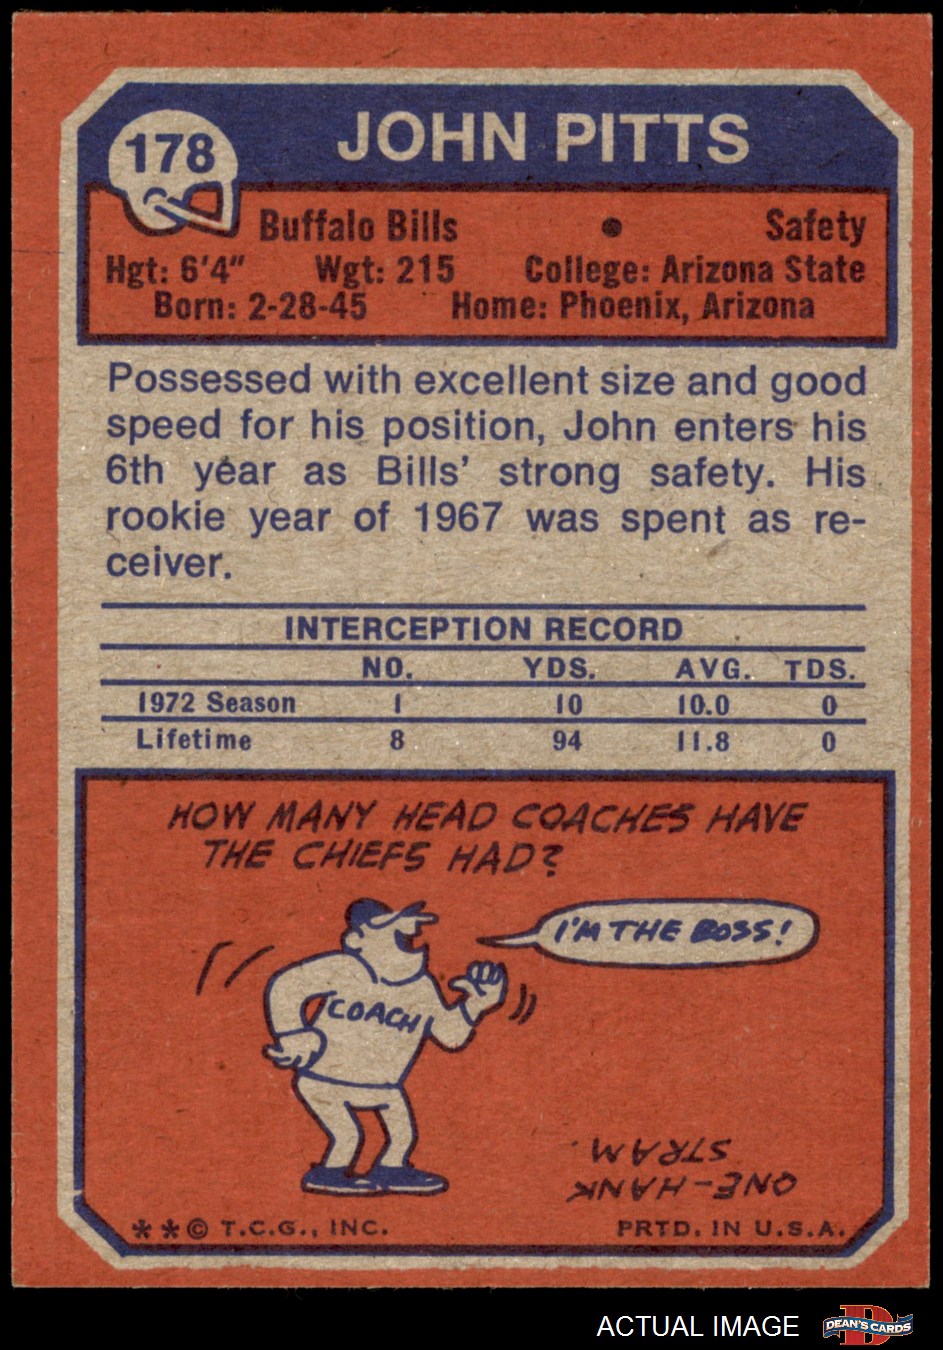 178
JOHN PITTS
Buffalo Bills • Safety
Hgt: 6'4" Wgt: 215 College: Arizona State
Born: 2-28-45 Home: Phoenix, Arizona
Possessed with excellent size and good
speed for his position, John enters his
6th year as Bills' strong safety. His
rookie year of 1967 was spent as re-
ceiver.
INTERCEPTION RECORD
NO. YDS. AVG. TDS.
1972 Season 1 10 10.0 0
Lifetime 8 94 11.8 0
HOW MANY HEAD COACHES HAVE
THE CHIEFS HAD?
I'M THE BOSS!
COACH
ONE-HANK
STRAM.
**© T.C.G., INC. PRTD. IN U.S.A.
ACTUAL IMAGE
DEAN'S CARDS